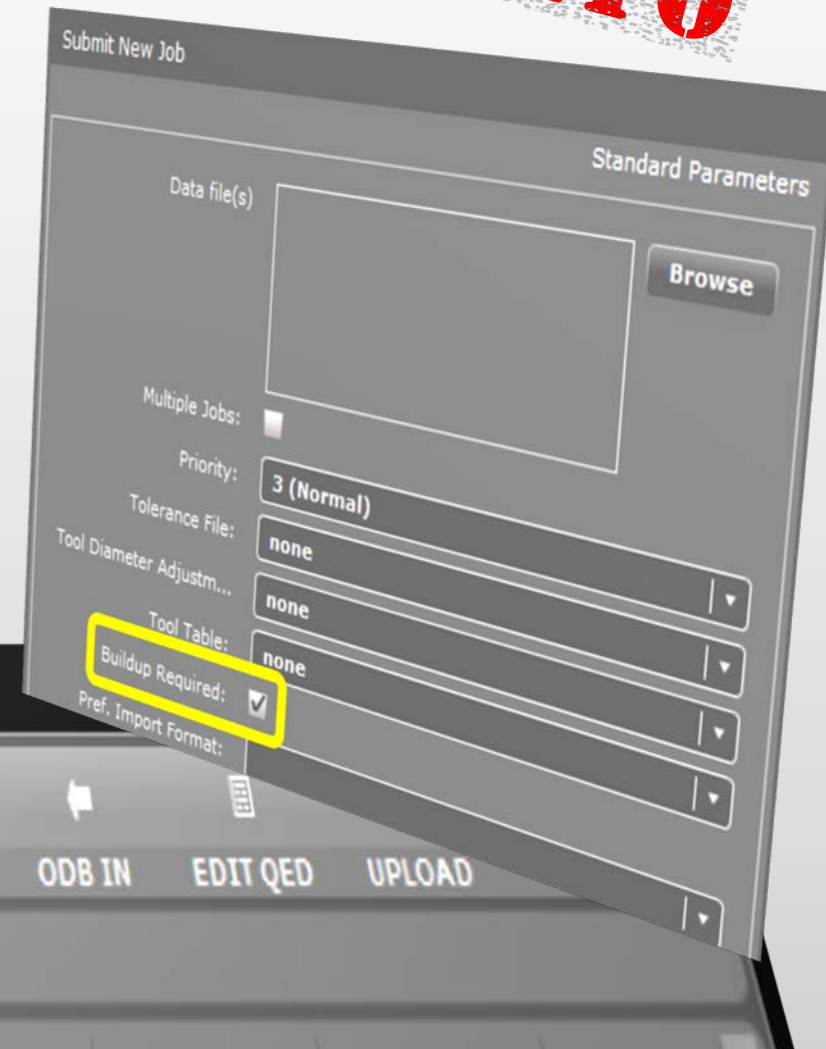 Submit New Job
Standard Parameters
Data file(s)
Browse
Multiple Jobs:
Priority:
3 (Normal)
Tolerance File:
none
Tool Diameter Adjustm...
none
Tool Table:
none
Buildup Required:
Pref. Import Format:
ODB IN
EDIT QED
UPLOAD